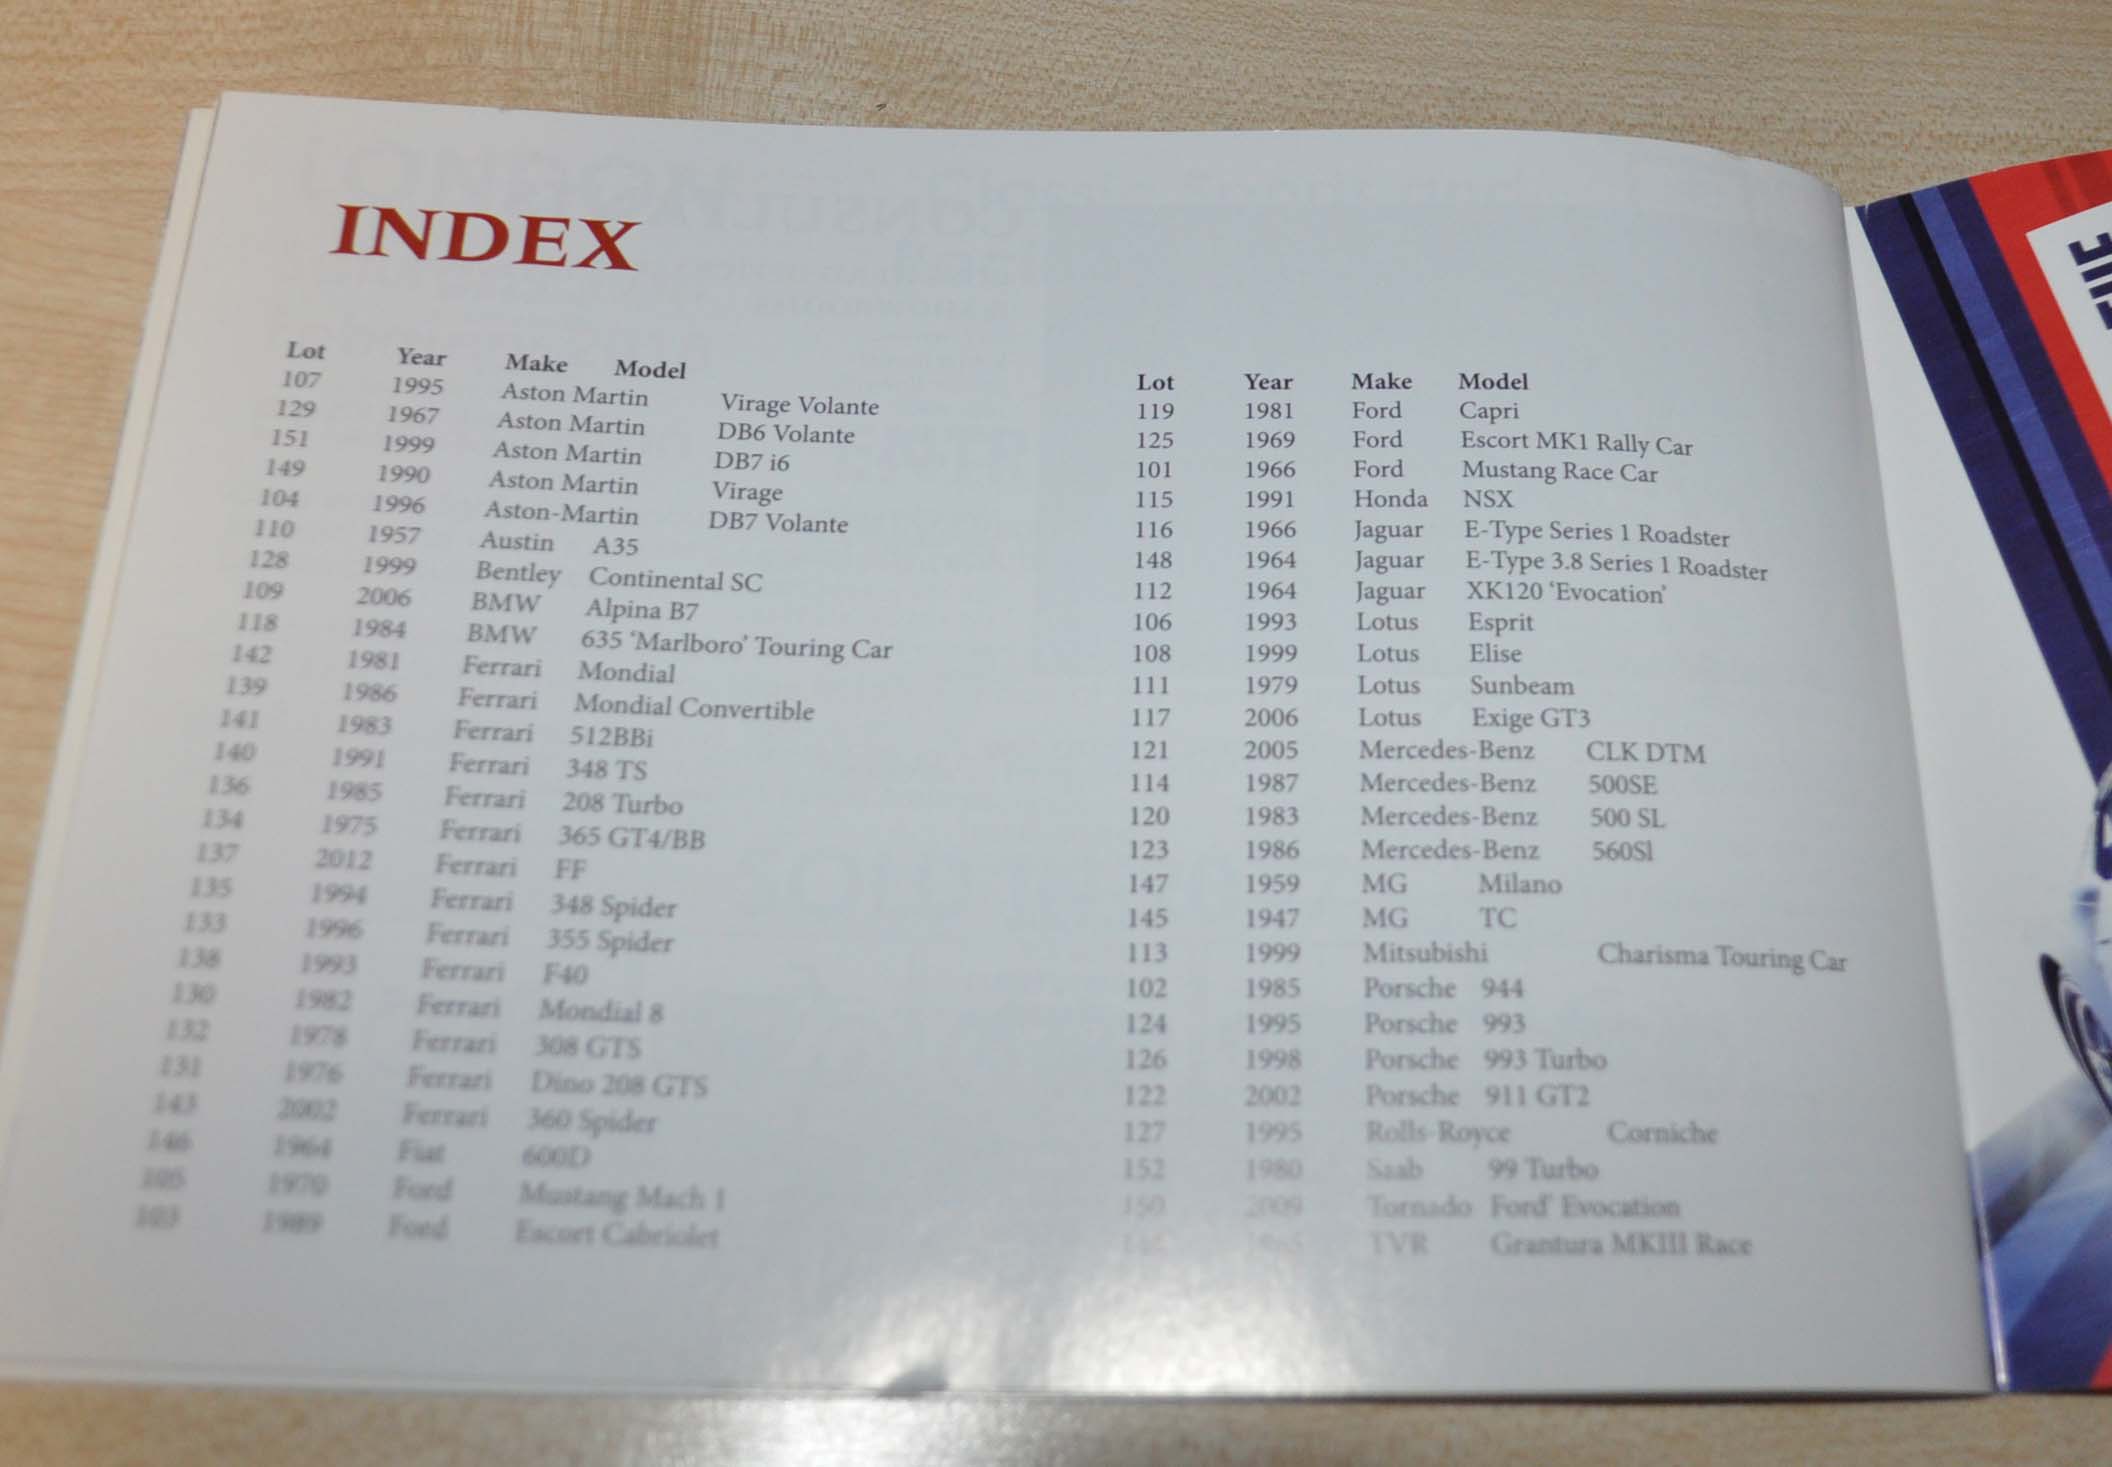 INDEX
Lot Year Make Model
107 1995 Aston Martin Virage Volante
129 1967 Aston Martin DB6 Volante
151 1999 Aston Martin DB7 i6
149 1990 Aston Martin Virage
104 1996 Aston-Martin DB7 Volante
110 1957 Austin A35
128 1999 Bentley Continental SC
109 2006 BMW Alpina B7
118 1984 BMW 635 ‘Marlboro’ Touring Car
142 1981 Ferrari Mondial
139 1986 Ferrari Mondial Convertible
141 1983 Ferrari 512BBi
140 1991 Ferrari 348 TS
136 1985 Ferrari 208 Turbo
134 1975 Ferrari 365 GT4/BB
137 2012 Ferrari FF
135 1994 Ferrari 348 Spider
133 1996 Ferrari 355 Spider
138 1993 Ferrari F40
130 1982 Ferrari Mondial 8
132 1978 Ferrari 308 GTS
131 1976 Ferrari Dino 208 GTS
143 2002 Ferrari 360 Spider
146 1964 Fiat 600D
105 1970 Ford Mustang Mach 1
103 1989 Ford Escort Cabriolet
Lot Year Make Model
119 1981 Ford Capri
125 1969 Ford Escort MK1 Rally Car
101 1966 Ford Mustang Race Car
115 1991 Honda NSX
116 1966 Jaguar E-Type Series 1 Roadster
148 1964 Jaguar E-Type 3.8 Series 1 Roadster
112 1964 Jaguar XK120 ‘Evocation’
106 1993 Lotus Esprit
108 1999 Lotus Elise
111 1979 Lotus Sunbeam
117 2006 Lotus Exige GT3
121 2005 Mercedes-Benz CLK DTM
114 1987 Mercedes-Benz 500SE
120 1983 Mercedes-Benz 500 SL
123 1986 Mercedes-Benz 560Sl
147 1959 MG Milano
145 1947 MG TC
113 1999 Mitsubishi Charisma Touring Car
102 1985 Porsche 944
124 1995 Porsche 993
126 1998 Porsche 993 Turbo
122 2002 Porsche 911 GT2
127 1995 Rolls-Royce Corniche
152 1980 Saab 99 Turbo
150 2009 Tornado Ford' Evocation
TVR Grantura MKIII Race